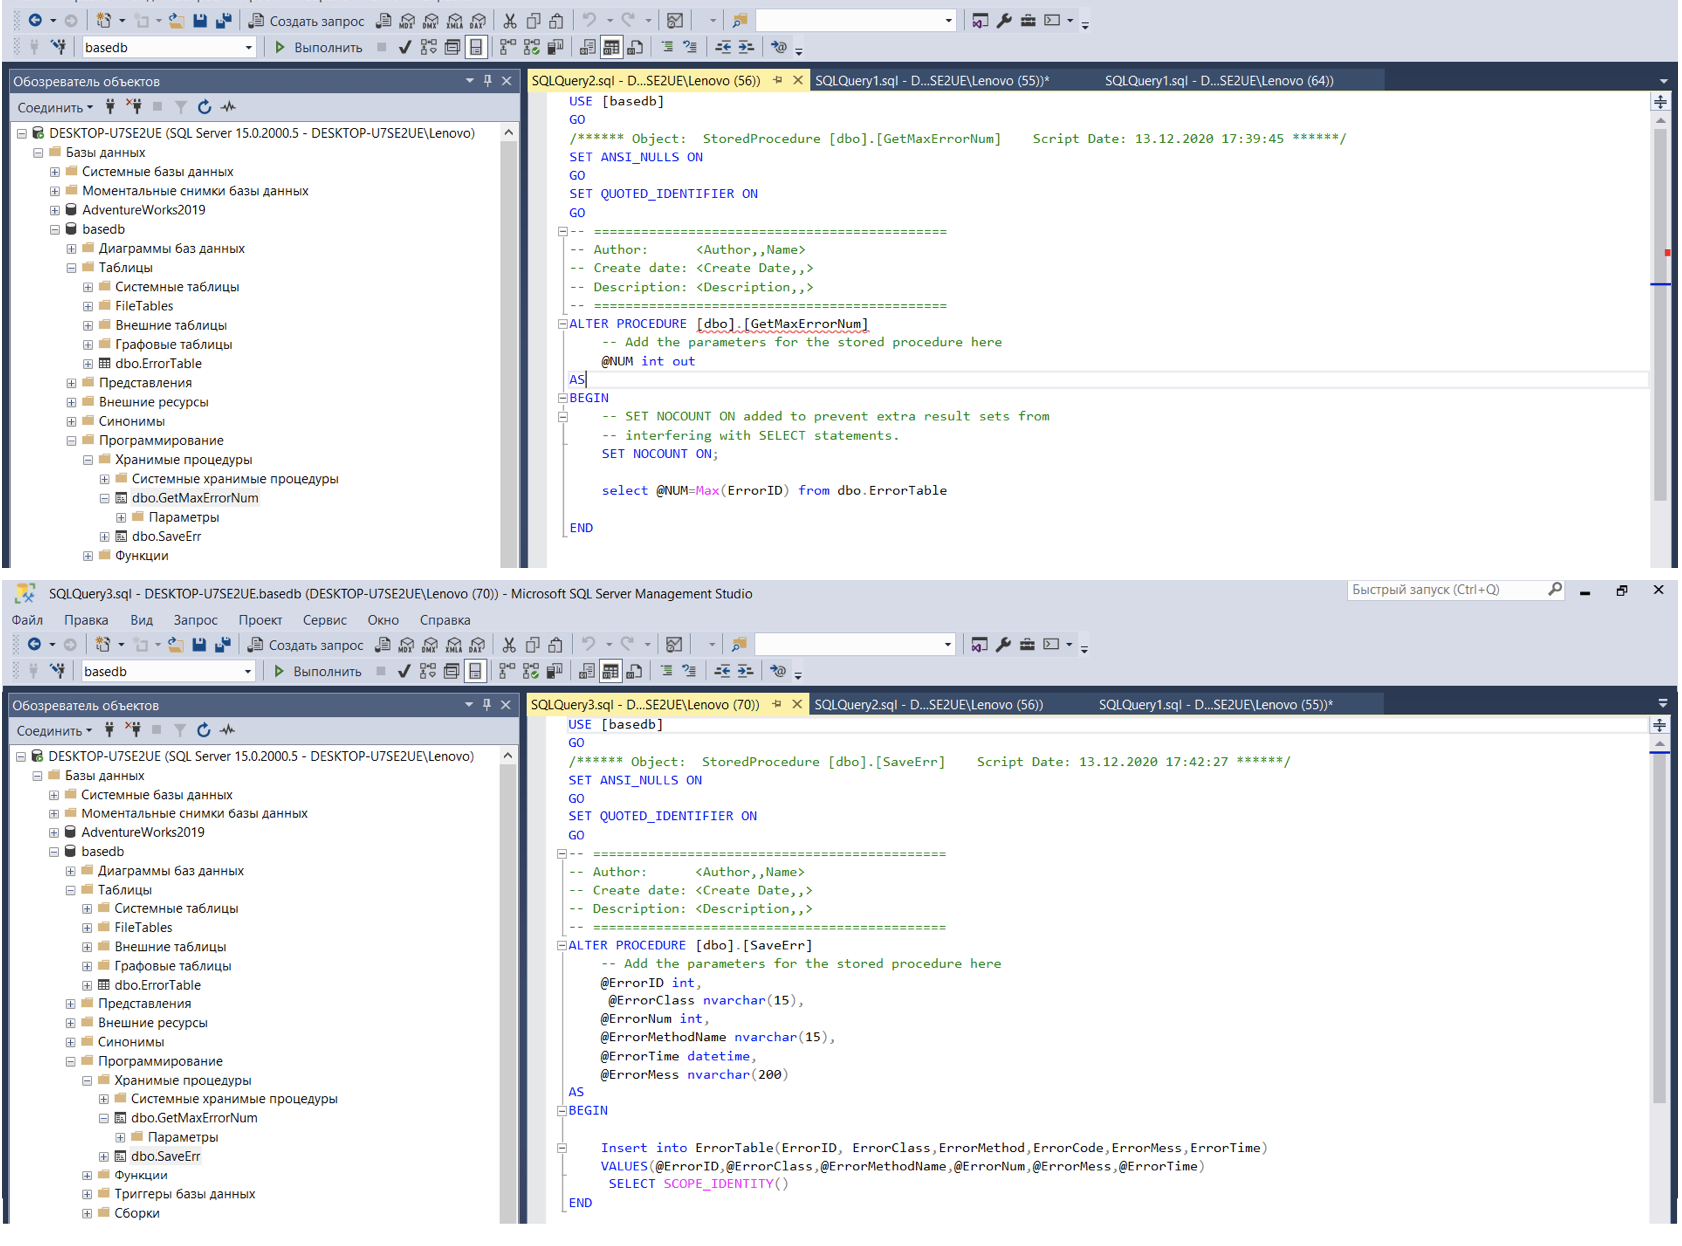 Создать запрос
MDX DMX XMLA DAX
basedb
Выполнить
Обозреватель объектов
Соединить
DESKTOP-U7SE2UE (SQL Server 15.0.2000.5 - DESKTOP-U7SE2UE\Lenovo)
Базы данных
Системные базы данных
Моментальные снимки базы данных
AdventureWorks2019
basedb
Диаграммы баз данных
Таблицы
Системные таблицы
FileTables
Внешние таблицы
Графовые таблицы
dbo.ErrorTable
Представления
Внешние ресурсы
Синонимы
Программирование
Хранимые процедуры
Системные хранимые процедуры
dbo.GetMaxErrorNum
Параметры
dbo.SaveErr
Функции
SQLQuery2.sql - D...SE2UE\Lenovo (56))
SQLQuery1.sql - D...SE2UE\Lenovo (55))*
SQLQuery1.sql - D...SE2UE\Lenovo (64))
USE [basedb]
GO
/****** Object:  StoredProcedure [dbo].[GetMaxErrorNum]    Script Date: 13.12.2020 17:39:45 ******/
SET ANSI_NULLS ON
GO
SET QUOTED_IDENTIFIER ON
GO
-- =============================================
-- Author:      <Author,,Name>
-- Create date: <Create Date,,>
-- Description: <Description,,>
-- =============================================
ALTER PROCEDURE [dbo].[GetMaxErrorNum]
-- Add the parameters for the stored procedure here
@NUM int out
AS
BEGIN
-- SET NOCOUNT ON added to prevent extra result sets from
-- interfering with SELECT statements.
SET NOCOUNT ON;
select @NUM=Max(ErrorID) from dbo.ErrorTable
END
SQLQuery3.sql - DESKTOP-U7SE2UE.basedb (DESKTOP-U7SE2UE\Lenovo (70)) - Microsoft SQL Server Management Studio
Быстрый запуск (Ctrl+Q)
Файл Правка Вид Запрос Проект Сервис Окно Справка
Создать запрос
MDX DMX XMLA DAX
basedb
Выполнить
Обозреватель объектов
Соединить
DESKTOP-U7SE2UE (SQL Server 15.0.2000.5 - DESKTOP-U7SE2UE\Lenovo)
Базы данных
Системные базы данных
Моментальные снимки базы данных
AdventureWorks2019
basedb
Диаграммы баз данных
Таблицы
Системные таблицы
FileTables
Внешние таблицы
Графовые таблицы
dbo.ErrorTable
Представления
Внешние ресурсы
Синонимы
Программирование
Хранимые процедуры
Системные хранимые процедуры
dbo.GetMaxErrorNum
Параметры
dbo.SaveErr
Функции
Триггеры базы данных
Сборки
SQLQuery3.sql - D...SE2UE\Lenovo (70))
SQLQuery2.sql - D...SE2UE\Lenovo (56))
SQLQuery1.sql - D...SE2UE\Lenovo (55))*
USE [basedb]
GO
/****** Object:  StoredProcedure [dbo].[SaveErr]    Script Date: 13.12.2020 17:42:27 ******/
SET ANSI_NULLS ON
GO
SET QUOTED_IDENTIFIER ON
GO
-- =============================================
-- Author:      <Author,,Name>
-- Create date: <Create Date,,>
-- Description: <Description,,>
-- =============================================
ALTER PROCEDURE [dbo].[SaveErr]
-- Add the parameters for the stored procedure here
@ErrorID int,
@ErrorClass nvarchar(15),
@ErrorNum int,
@ErrorMethodName nvarchar(15),
@ErrorTime datetime,
@ErrorMess nvarchar(200)
AS
BEGIN
Insert into ErrorTable(ErrorID, ErrorClass,ErrorMethod,ErrorCode,ErrorMess,ErrorTime)
VALUES(@ErrorID,@ErrorClass,@ErrorMethodName,@ErrorNum,@ErrorMess,@ErrorTime)
SELECT SCOPE_IDENTITY()
END